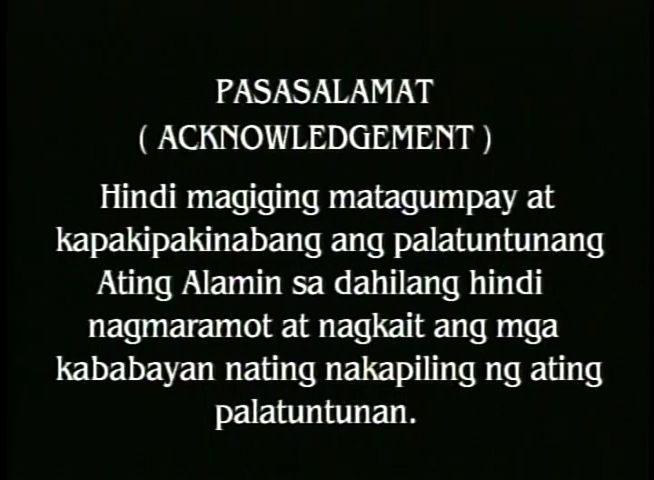 PASASALAMAT
( ACKNOWLEDGEMENT )
Hindi magiging matagumpay at
kapakipakinabang ang palatuntunang
Ating Alamin sa dahilang hindi
nagmaramot at nagkait ang mga
kababayan nating nakapiling ng ating
palatuntunan.